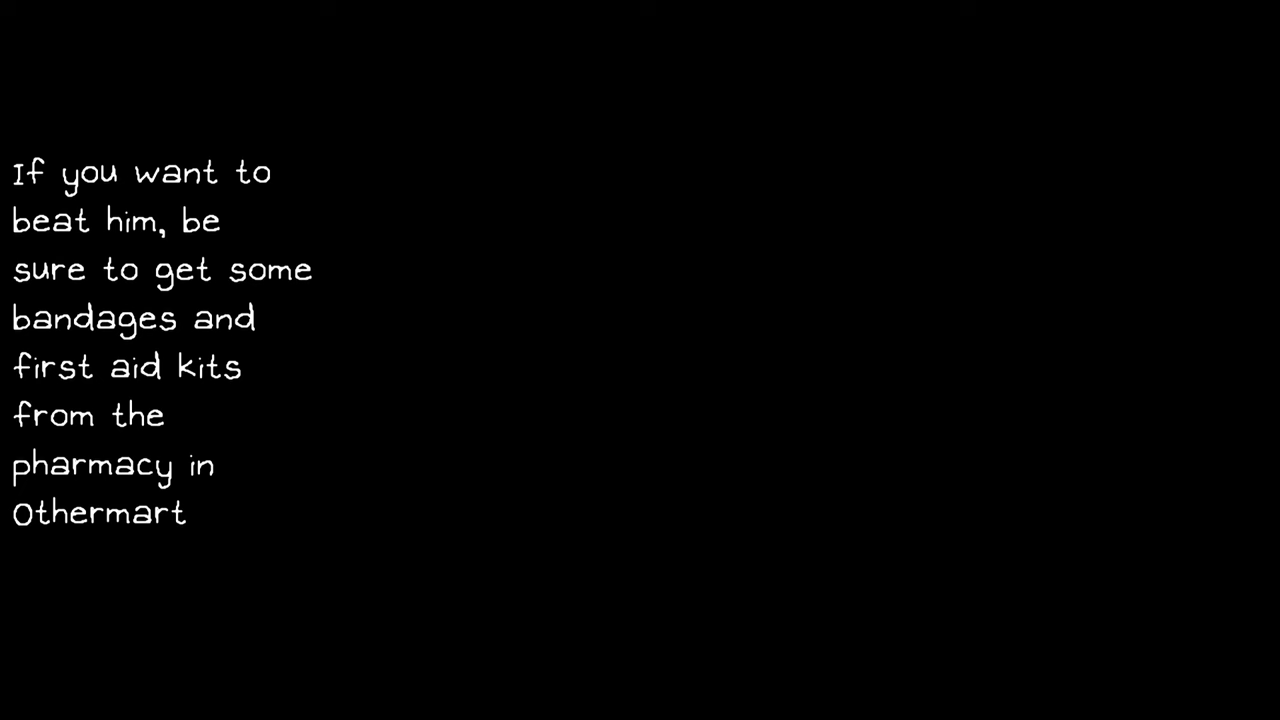 If you want to
beat him, be
sure to get some
bandages and
first aid kits
from the
pharmacy in
Othermart